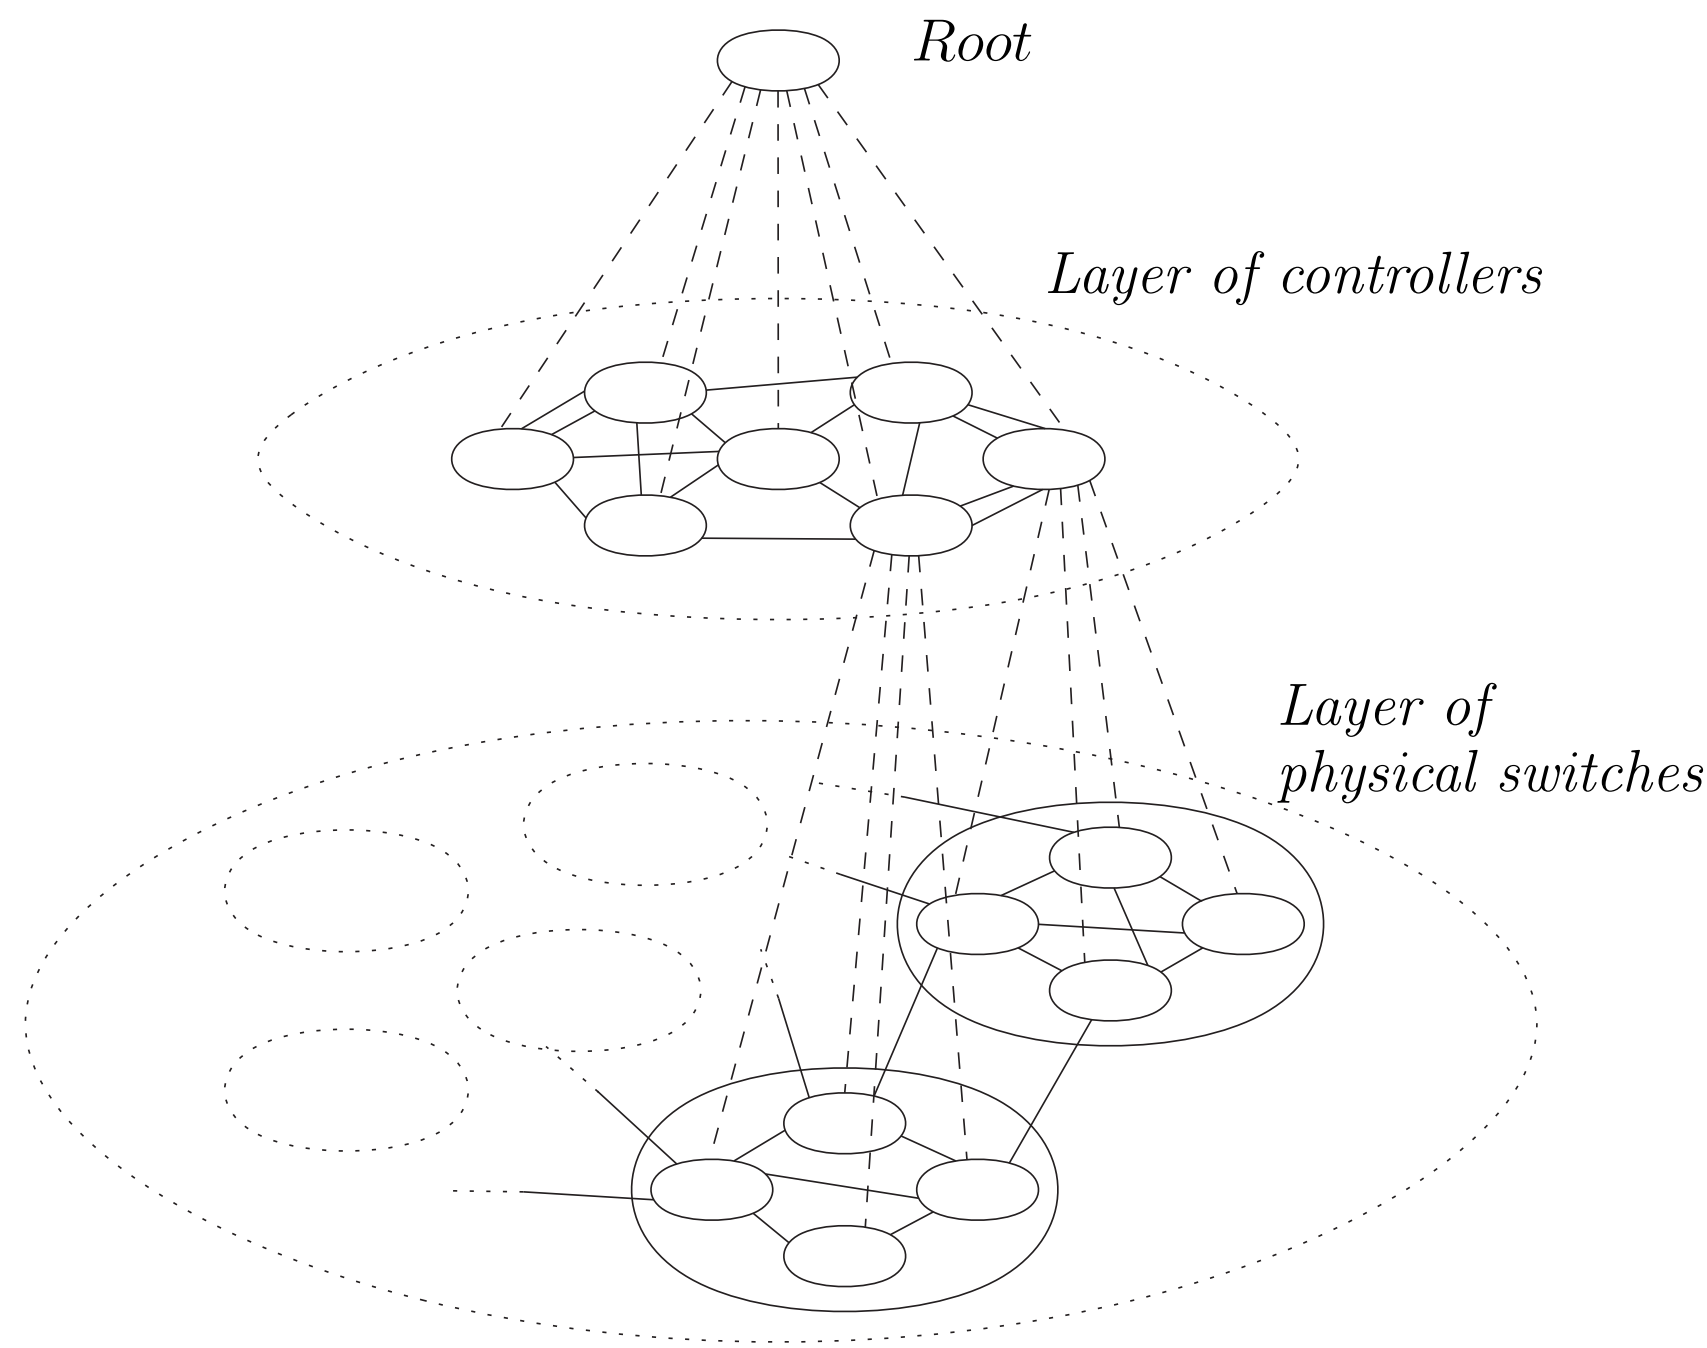 Root
Layer of controllers
Layer of
physical switches